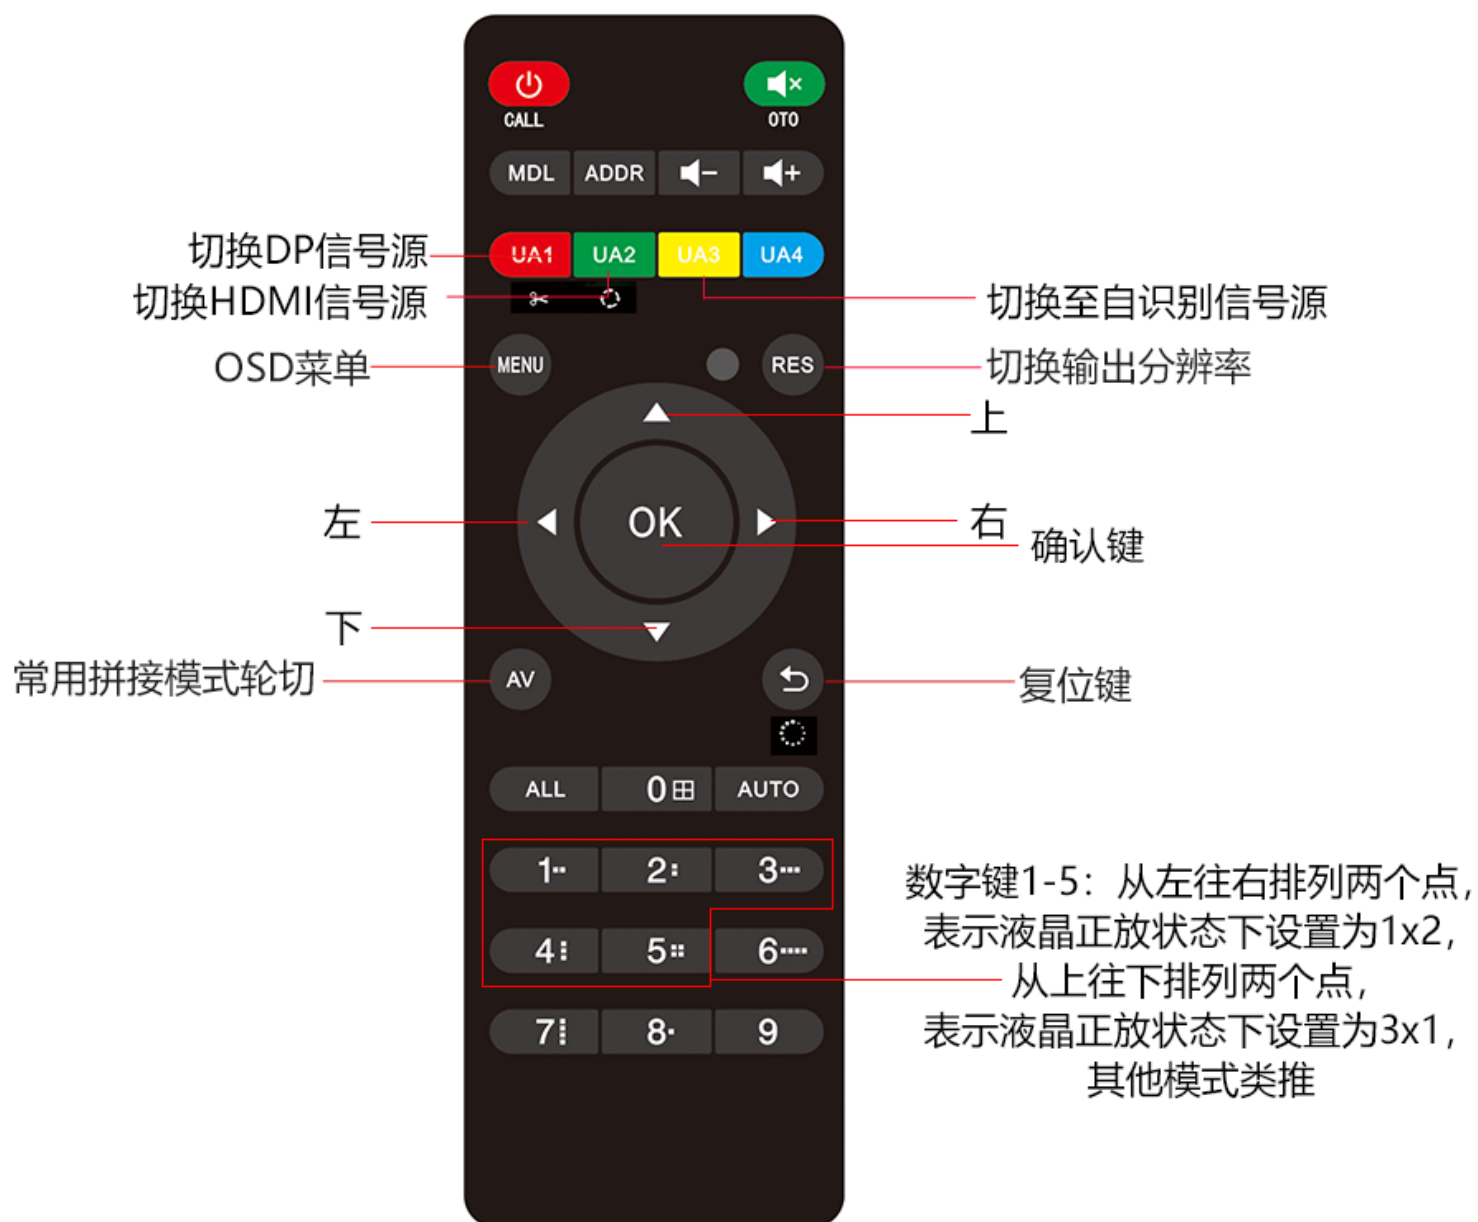 CALL
OTO
MDL ADDR
切换DP信号源
UA1 UA2 UA3 UA4
切换HDMI信号源
切换至自识别信号源
OSD菜单
MENU
RES
切换输出分辨率
上
左
OK
右
确认键
下
常用拼接模式轮切
AV
复位键
ALL 0 AUTO
1 2 3
4 5 6
7 8 9
数字键1-5：从左往右排列两个点，
表示液晶正放状态下设置为1x2，
从上往下排列两个点，
表示液晶正放状态下设置为3x1，
其他模式类推